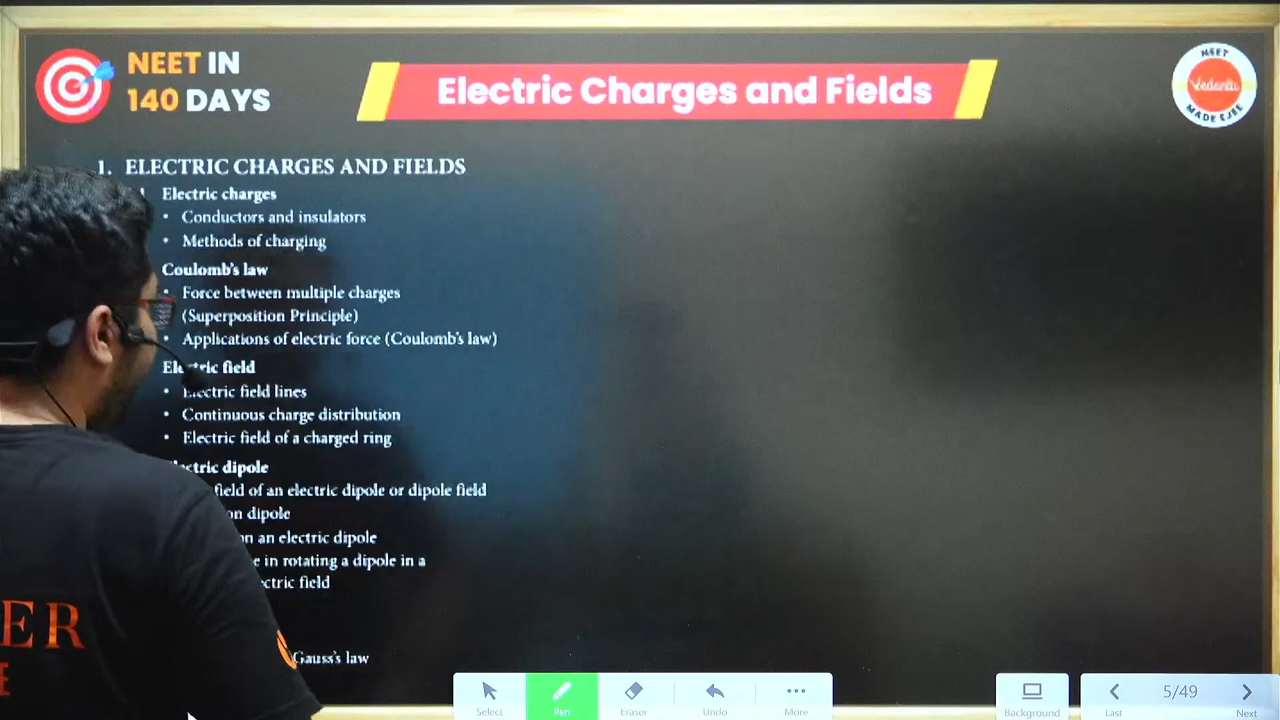 NEET IN
140 DAYS
Electric Charges and Fields
NEET
Vedantu
MADE EJEE
1. ELECTRIC CHARGES AND FIELDS
Electric charges
• Conductors and insulators
• Methods of charging
Coulomb's law
• Force between multiple charges
(Superposition Principle)
• Applications of electric force (Coulomb's law)
Electric field
• Electric field lines
• Continuous charge distribution
• Electric field of a charged ring
Electric dipole
field of an electric dipole or dipole field
on dipole
on an electric dipole
in rotating a dipole in a
field
Gauss's law
ER
E
Select
Pen
Eraser
Undo
More
Background
Last
5/49
Next